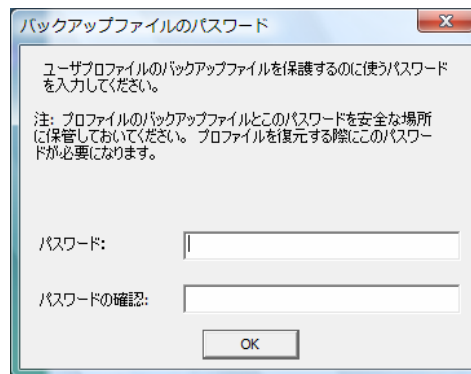 バックアップファイルのパスワード
ユーザプロファイルのバックアップファイルを保護するのに使うパスワード
を入力してください。
注: プロファイルのバックアップファイルとこのパスワードを安全な場所
に保管しておいてください。 プロファイルを復元する際にこのパスワー
ドが必要になります。
パスワード:
パスワードの確認:
OK